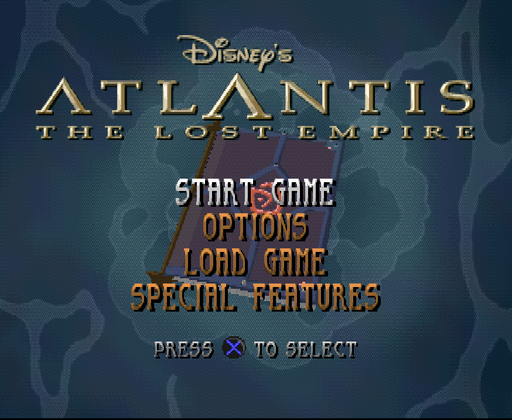 Disney's
ATLANTIS
THE LOST EMPIRE
START GAME
OPTIONS
LOAD GAME
SPECIAL FEATURES
PRESS X TO SELECT